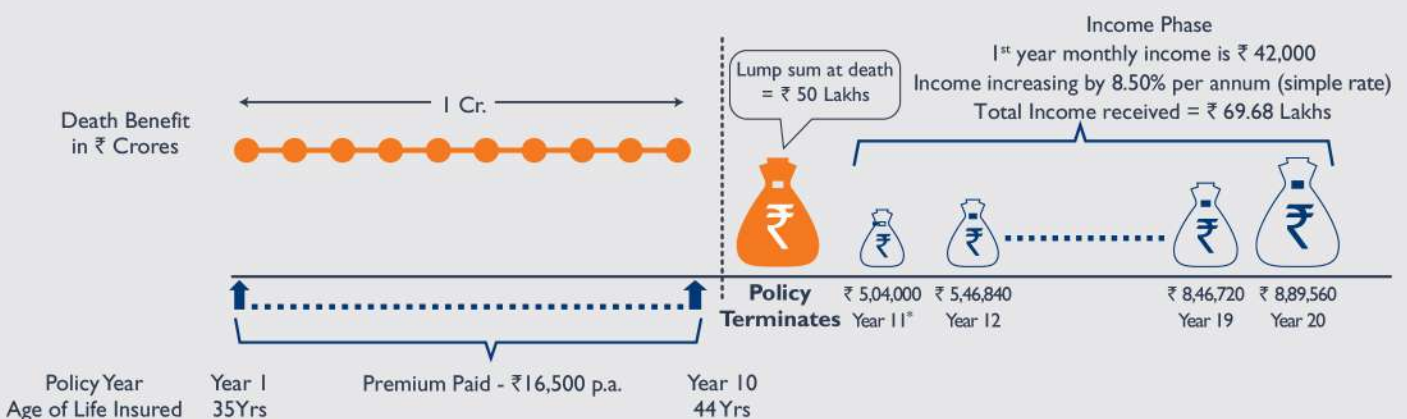 Income Phase
1st year monthly income is ₹ 42,000
Income increasing by 8.50% per annum (simple rate)
Total Income received = ₹ 69.68 Lakhs
Lump sum at death
= ₹ 50 Lakhs
Death Benefit
in ₹ Crores
1 Cr.
₹
₹
₹
₹
₹
Policy
Terminates
₹ 5,04,000
Year 11*
₹ 5,46,840
Year 12
₹ 8,46,720
Year 19
₹ 8,89,560
Year 20
Policy Year
Age of Life Insured
Year 1
35Yrs
Premium Paid - ₹16,500 p.a.
Year 10
44Yrs